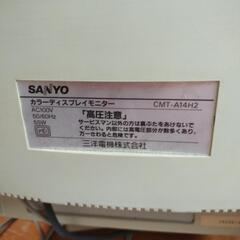 SANYO
カラーディスプレイモニター CMT-A14H2
AC100V
50/60Hz
55W
「高圧注意」
サービスマン以外の方は裏ぶたをあけないで
ください。内部には高電圧部分が数多くあり、
万一さわると危険です。
三洋電機株式会社